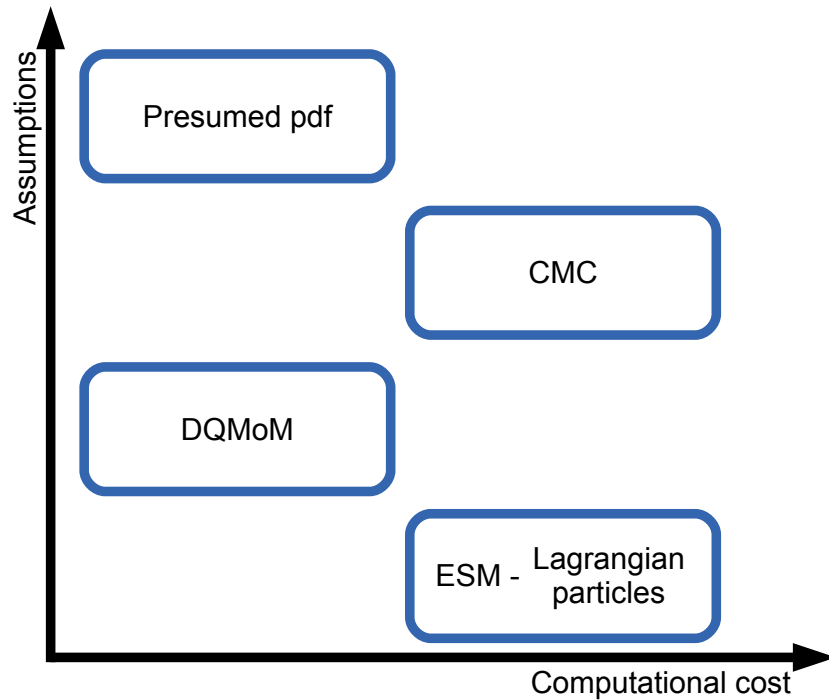 Assumptions
Presumed pdf
CMC
DQMoM
ESM - Lagrangian
particles
Computational cost